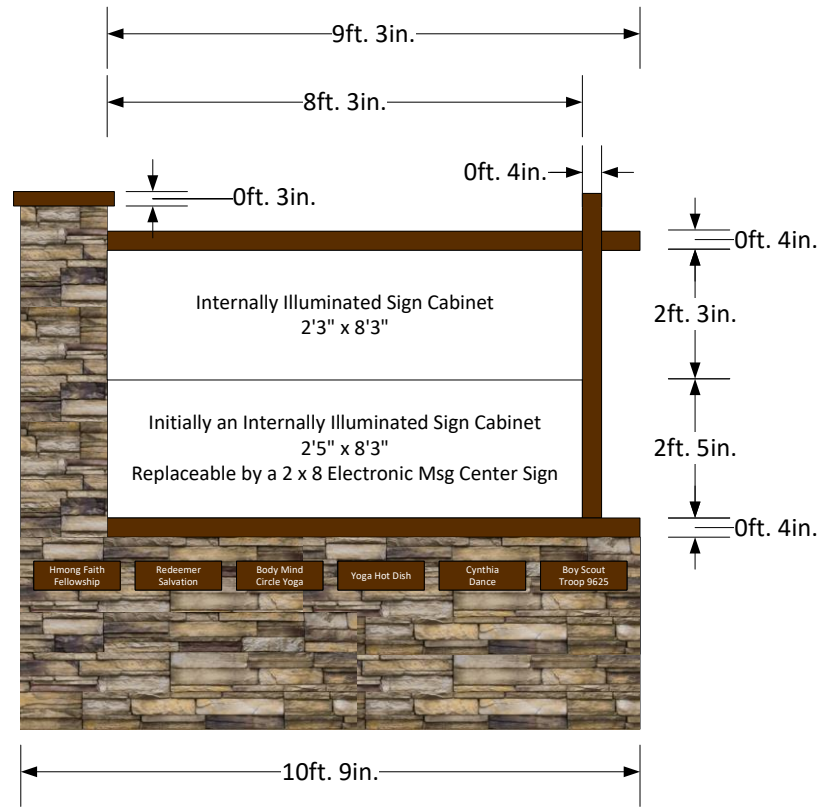 9ft. 3in.
8ft. 3in.
0ft. 4in.
0ft. 3in.
0ft. 4in.
Internally Illuminated Sign Cabinet
2'3" x 8'3"
2ft. 3in.
Initially an Internally Illuminated Sign Cabinet
2'5" x 8'3"
Replaceable by a 2 x 8 Electronic Msg Center Sign
2ft. 5in.
0ft. 4in.
Hmong Faith
Fellowship
Redeemer
Salvation
Body Mind
Circle Yoga
Yoga Hot Dish
Cynthia
Dance
Boy Scout
Troop 9625
10ft. 9in.